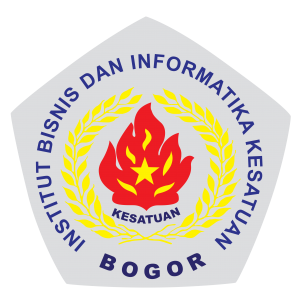 INSTITUT BISNIS DAN INFORMATIKA KESATUAN
KESATUAN
BOGOR